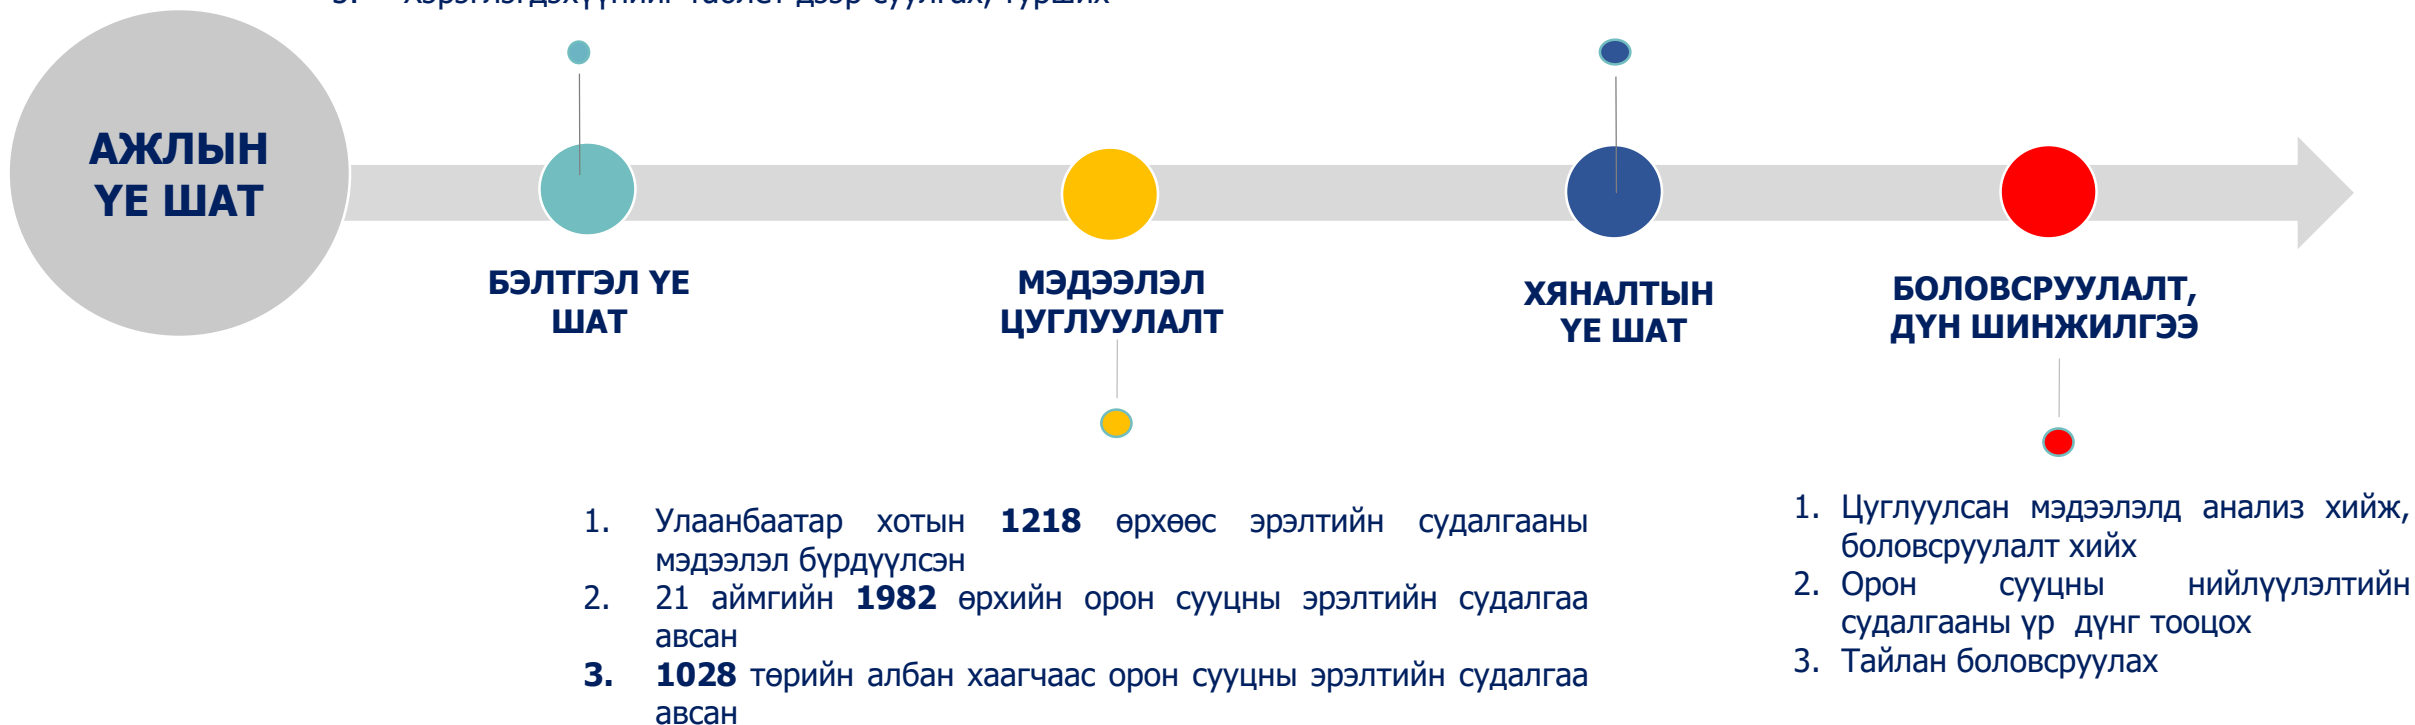 АЖЛЫН
ҮЕ ШАТ
БЭЛТГЭЛ ҮЕ
ШАТ
МЭДЭЭЛЭЛ
ЦУГЛУУЛАЛТ
ХЯНАЛТЫН
ҮЕ ШАТ
БОЛОВСРУУЛАЛТ,
ДҮН ШИНЖИЛГЭЭ
1. Улаанбаатар хотын 1218 өрхөөс эрэлтийн судалгааны
мэдээлэл бүрдүүлсэн
2. 21 аймгийн 1982 өрхийн орон сууцны эрэлтийн судалгаа
авсан
3. 1028 төрийн албан хаагчаас орон сууцны эрэлтийн судалгаа
авсан
1. Цуглуулсан мэдээлэлд анализ хийж,
боловсруулалт хийх
2. Орон сууцны нийлүүлэлтийн
судалгааны үр дүнг тооцох
3. Тайлан боловсруулах